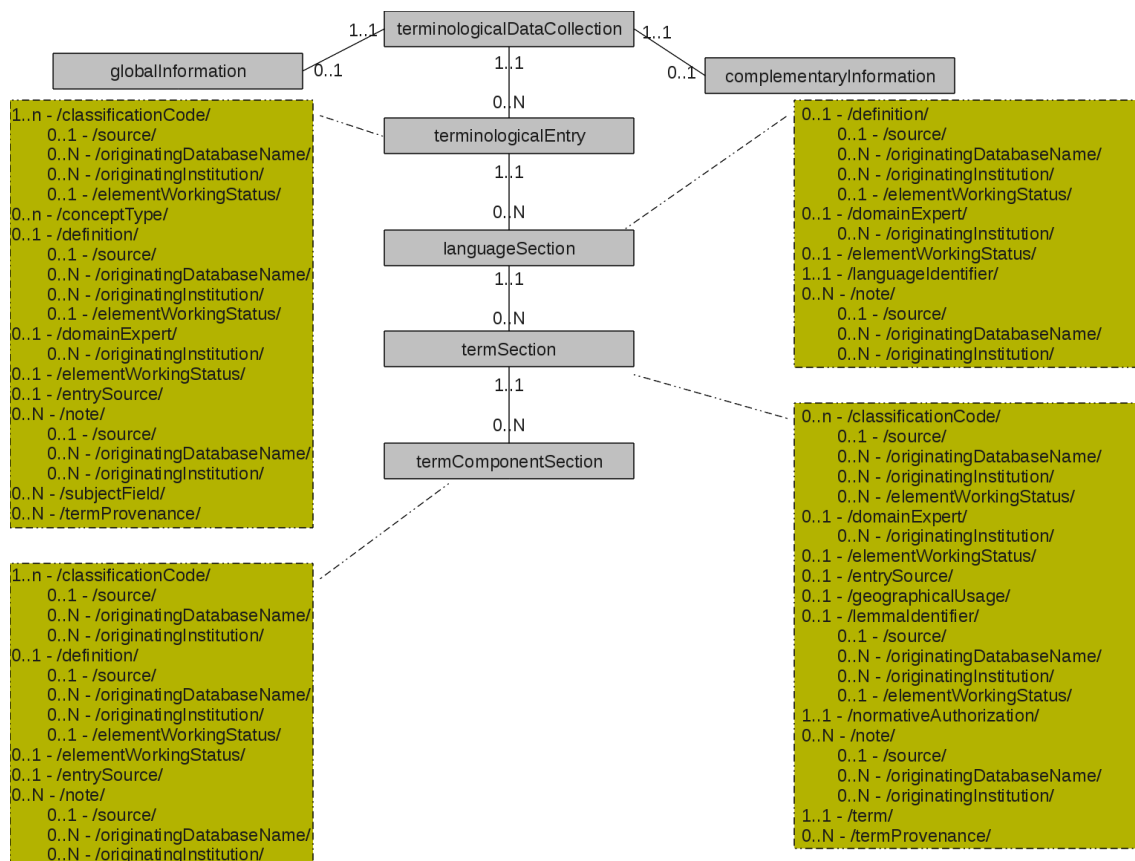 terminologicalDataCollection
1..1
1..1
globalInformation
0..1
1..1
0..1
complementaryInformation
0..N
terminologicalEntry
1..1
0..N
languageSection
1..1
0..N
termSection
1..1
0..N
termComponentSection
1..n - /classificationCode/
0..1 - /source/
0..N - /originatingDatabaseName/
0..N - /originatingInstitution/
0..1 - /elementWorkingStatus/
0..n - /conceptType/
0..1 - /definition/
0..1 - /source/
0..N - /originatingDatabaseName/
0..N - /originatingInstitution/
0..1 - /elementWorkingStatus/
0..1 - /domainExpert/
0..N - /originatingInstitution/
0..1 - /elementWorkingStatus/
0..1 - /entrySource/
0..N - /note/
0..1 - /source/
0..N - /originatingDatabaseName/
0..N - /originatingInstitution/
0..N - /subjectField/
0..N - /termProvenance/
1..n - /classificationCode/
0..1 - /source/
0..N - /originatingDatabaseName/
0..N - /originatingInstitution/
0..1 - /definition/
0..1 - /source/
0..N - /originatingDatabaseName/
0..N - /originatingInstitution/
0..1 - /elementWorkingStatus/
0..1 - /elementWorkingStatus/
0..1 - /entrySource/
0..N - /note/
0..1 - /source/
0..N - /originatingDatabaseName/
0..N - /originatingInstitution/
0..1 - /definition/
0..1 - /source/
0..N - /originatingDatabaseName/
0..N - /originatingInstitution/
0..1 - /elementWorkingStatus/
0..1 - /domainExpert/
0..N - /originatingInstitution/
0..1 - /elementWorkingStatus/
1..1 - /languageIdentifier/
0..N - /note/
0..1 - /source/
0..N - /originatingDatabaseName/
0..N - /originatingInstitution/
0..n - /classificationCode/
0..1 - /source/
0..N - /originatingDatabaseName/
0..N - /originatingInstitution/
0..N - /elementWorkingStatus/
0..1 - /domainExpert/
0..N - /originatingInstitution/
0..1 - /elementWorkingStatus/
0..1 - /entrySource/
0..1 - /geographicalUsage/
0..1 - /lemmaIdentifier/
0..1 - /source/
0..N - /originatingDatabaseName/
0..N - /originatingInstitution/
0..1 - /elementWorkingStatus/
1..1 - /normativeAuthorization/
0..N - /note/
0..1 - /source/
0..N - /originatingDatabaseName/
0..N - /originatingInstitution/
1..1 - /term/
0..N - /termProvenance/